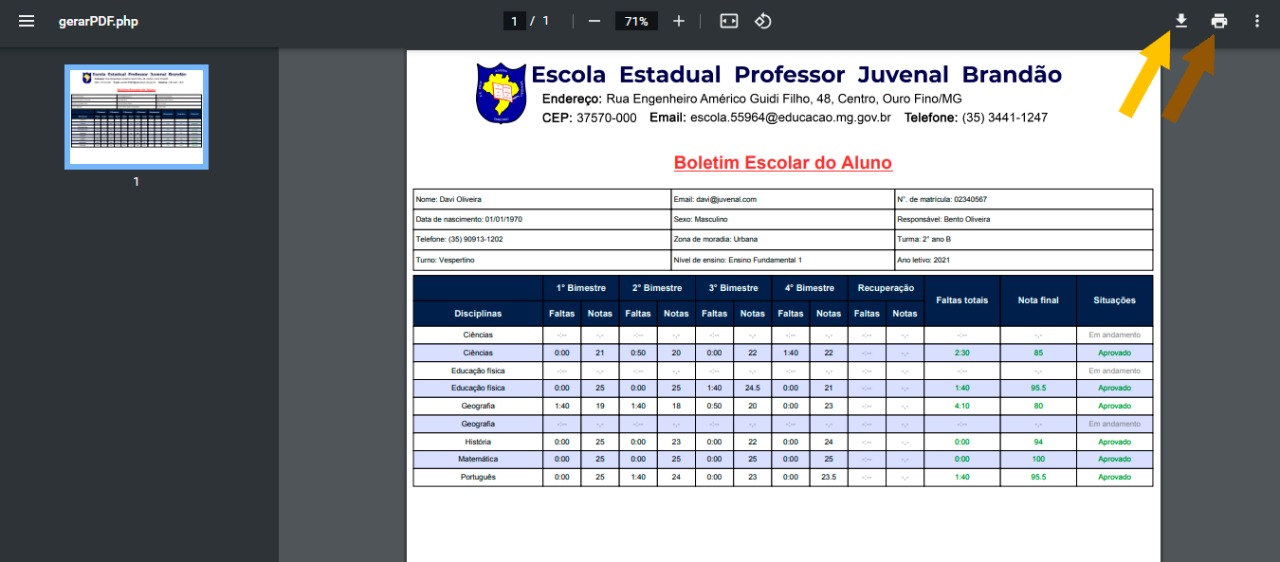 gerarPDF.php
1 / 1
71%
1
Escola Estadual Professor Juvenal Brandão
Endereço: Rua Engenheiro Américo Guidi Filho, 48, Centro, Ouro Fino/MG
CEP: 37570-000 Email: escola.55964@educacao.mg.gov.br Telefone: (35) 3441-1247
Boletim Escolar do Aluno
Nome: Davi Oliveira Email: davi@juvenal.com N°. de matrícula: 02340567
Data de nascimento: 01/01/1970 Sexo: Masculino Responsável: Bento Oliveira
Telefone: (35) 90913-1202 Zona de moradia: Urbana Turma: 2° ano B
Turno: Vespertino Nível de ensino: Ensino Fundamental 1 Ano letivo: 2021
1° Bimestre 2° Bimestre 3° Bimestre 4° Bimestre Recuperação
Faltas totais Nota final Situações
Disciplinas Faltas Notas Faltas Notas Faltas Notas Faltas Notas Faltas Notas
Ciências -:-- -,- -:-- -,- -:-- -,- -:-- -,- -:-- -,- -:-- -,- Em andamento
Ciências 0:00 21 0:50 20 0:00 22 1:40 22 -:-- -,- 2:30 85 Aprovado
Educação física -:-- -,- -:-- -,- -:-- -,- -:-- -,- -:-- -,- -:-- -,- Em andamento
Educação física 0:00 25 0:00 25 1:40 24.5 0:00 21 -:-- -,- 1:40 95.5 Aprovado
Geografia 1:40 19 1:40 18 0:50 20 0:00 23 -:-- -,- 4:10 80 Aprovado
Geografia -:-- -,- -:-- -,- -:-- -,- -:-- -,- -:-- -,- -:-- -,- Em andamento
História 0:00 25 0:00 23 0:00 22 0:00 24 -:-- -,- 0:00 94 Aprovado
Matemática 0:00 25 0:00 25 0:00 25 0:00 25 -:-- -,- 0:00 100 Aprovado
Português 0:00 25 1:40 24 0:00 23 0:00 23.5 -:-- -,- 1:40 95.5 Aprovado